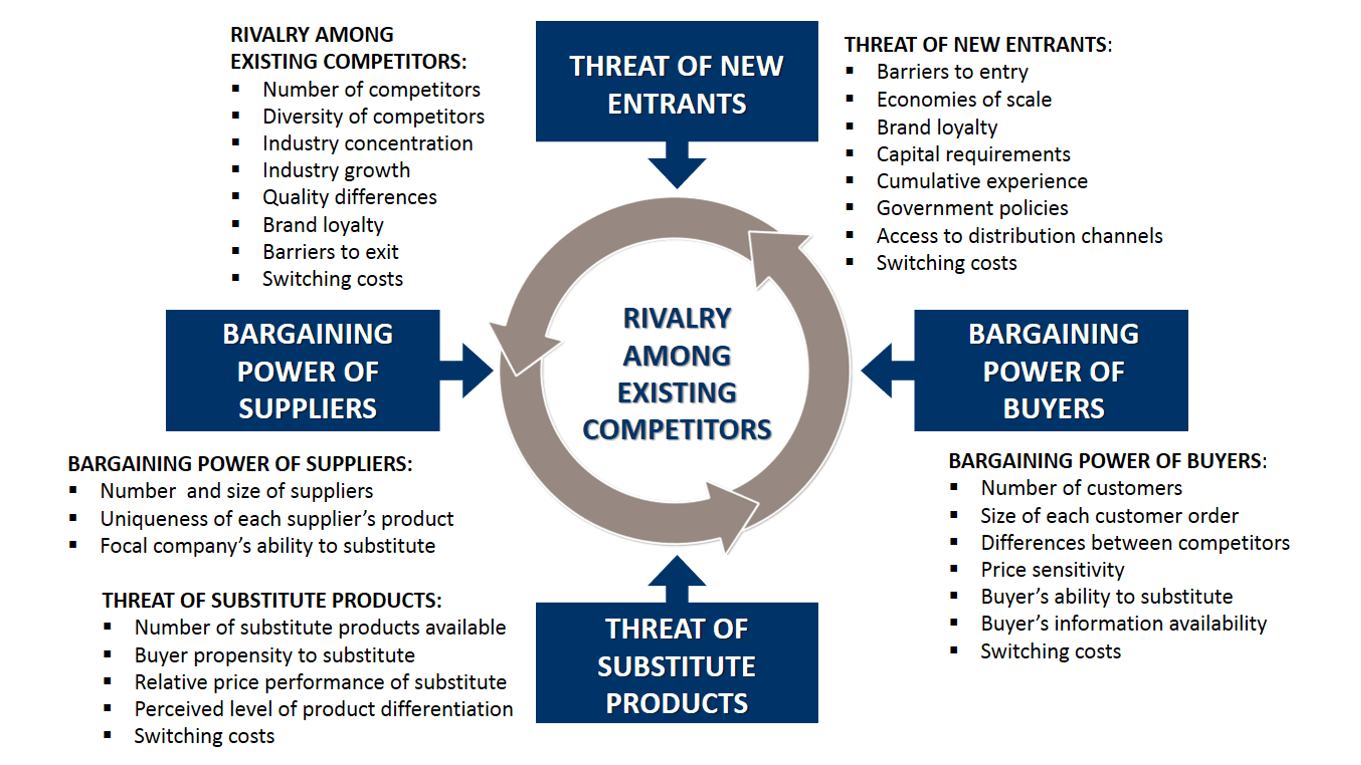 RIVALRY AMONG
EXISTING COMPETITORS:
▪ Number of competitors
▪ Diversity of competitors
▪ Industry concentration
▪ Industry growth
▪ Quality differences
▪ Brand loyalty
▪ Barriers to exit
▪ Switching costs
THREAT OF NEW
ENTRANTS
THREAT OF NEW ENTRANTS:
▪ Barriers to entry
▪ Economies of scale
▪ Brand loyalty
▪ Capital requirements
▪ Cumulative experience
▪ Government policies
▪ Access to distribution channels
▪ Switching costs
BARGAINING
POWER OF
SUPPLIERS
RIVALRY
AMONG
EXISTING
COMPETITORS
BARGAINING
POWER OF
BUYERS
BARGAINING POWER OF SUPPLIERS:
▪ Number  and size of suppliers
▪ Uniqueness of each supplier’s product
▪ Focal company’s ability to substitute
BARGAINING POWER OF BUYERS:
▪ Number of customers
▪ Size of each customer order
▪ Differences between competitors
▪ Price sensitivity
▪ Buyer’s ability to substitute
▪ Buyer’s information availability
▪ Switching costs
THREAT OF SUBSTITUTE PRODUCTS:
▪ Number of substitute products available
▪ Buyer propensity to substitute
▪ Relative price performance of substitute
▪ Perceived level of product differentiation
▪ Switching costs
THREAT OF
SUBSTITUTE
PRODUCTS